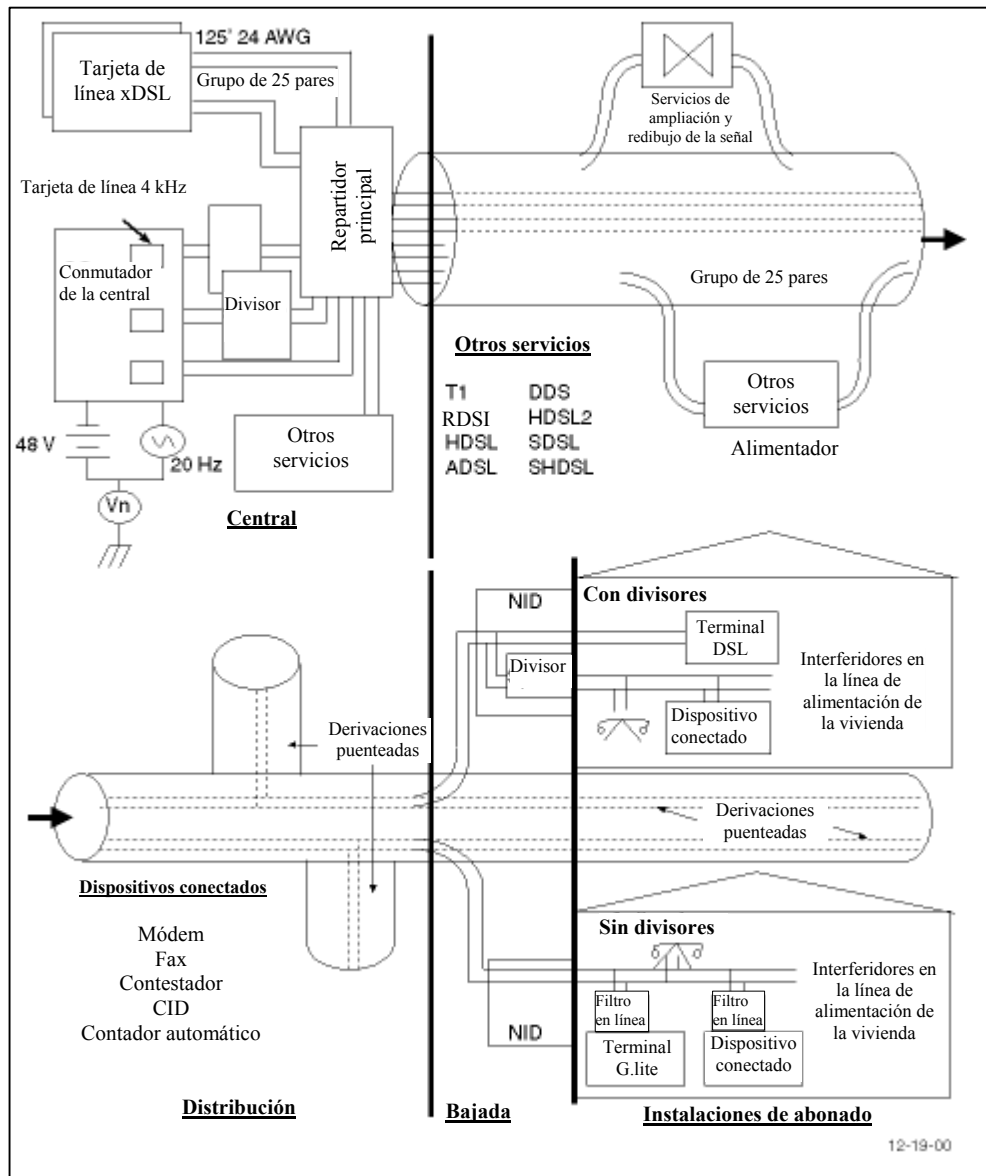 125' 24 AWG
Tarjeta de
línea xDSL
Grupo de 25 pares
Tarjeta de línea 4 kHz
Repartidor
principal
Conmutador
de la central
Divisor
48 V
20 Hz
Vn
Otros
servicios
Central
Servicios de
ampliación y
redibujo de la señal
Grupo de 25 pares
Otros servicios
T1 DDS
RDSI HDSL2
HDSL SDSL
ADSL SHDSL
Otros
servicios
Alimentador
Derivaciones
puenteadas
Dispositivos conectados
Módem
Fax
Contestador
CID
Contador automático
Distribución
NID
Divisor
Con divisores
Terminal
DSL
Dispositivo
conectado
Interferidores en
la línea de
alimentación de
la vivienda
Derivaciones
puenteadas
Sin divisores
Filtro
en línea
Filtro
en línea
Terminal
G.lite
Dispositivo
conectado
Interferidores en
la línea de
alimentación de
la vivienda
NID
Bajada
Instalaciones de abonado
12-19-00